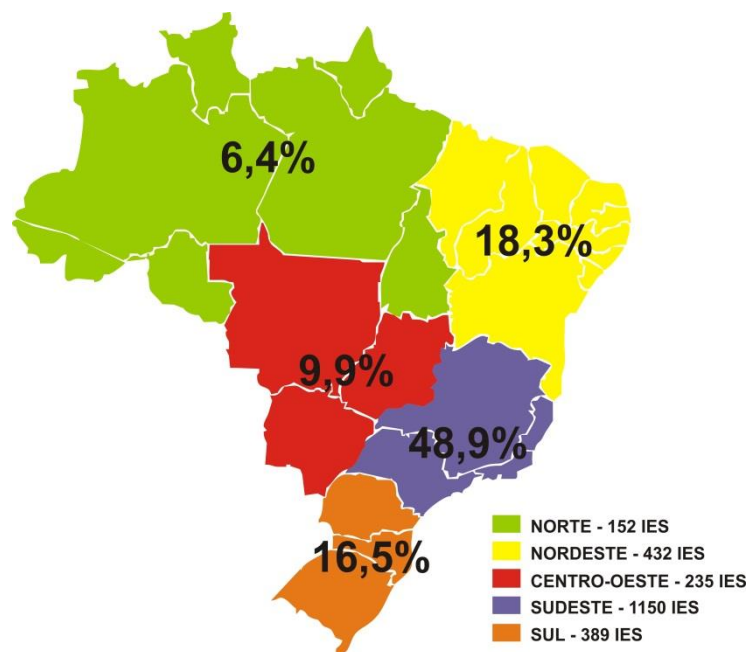 6,4%
18,3%
9,9%
48,9%
16,5%
NORTE - 152 IES
NORDESTE - 432 IES
CENTRO-OESTE - 235 IES
SUDESTE - 1150 IES
SUL - 389 IES